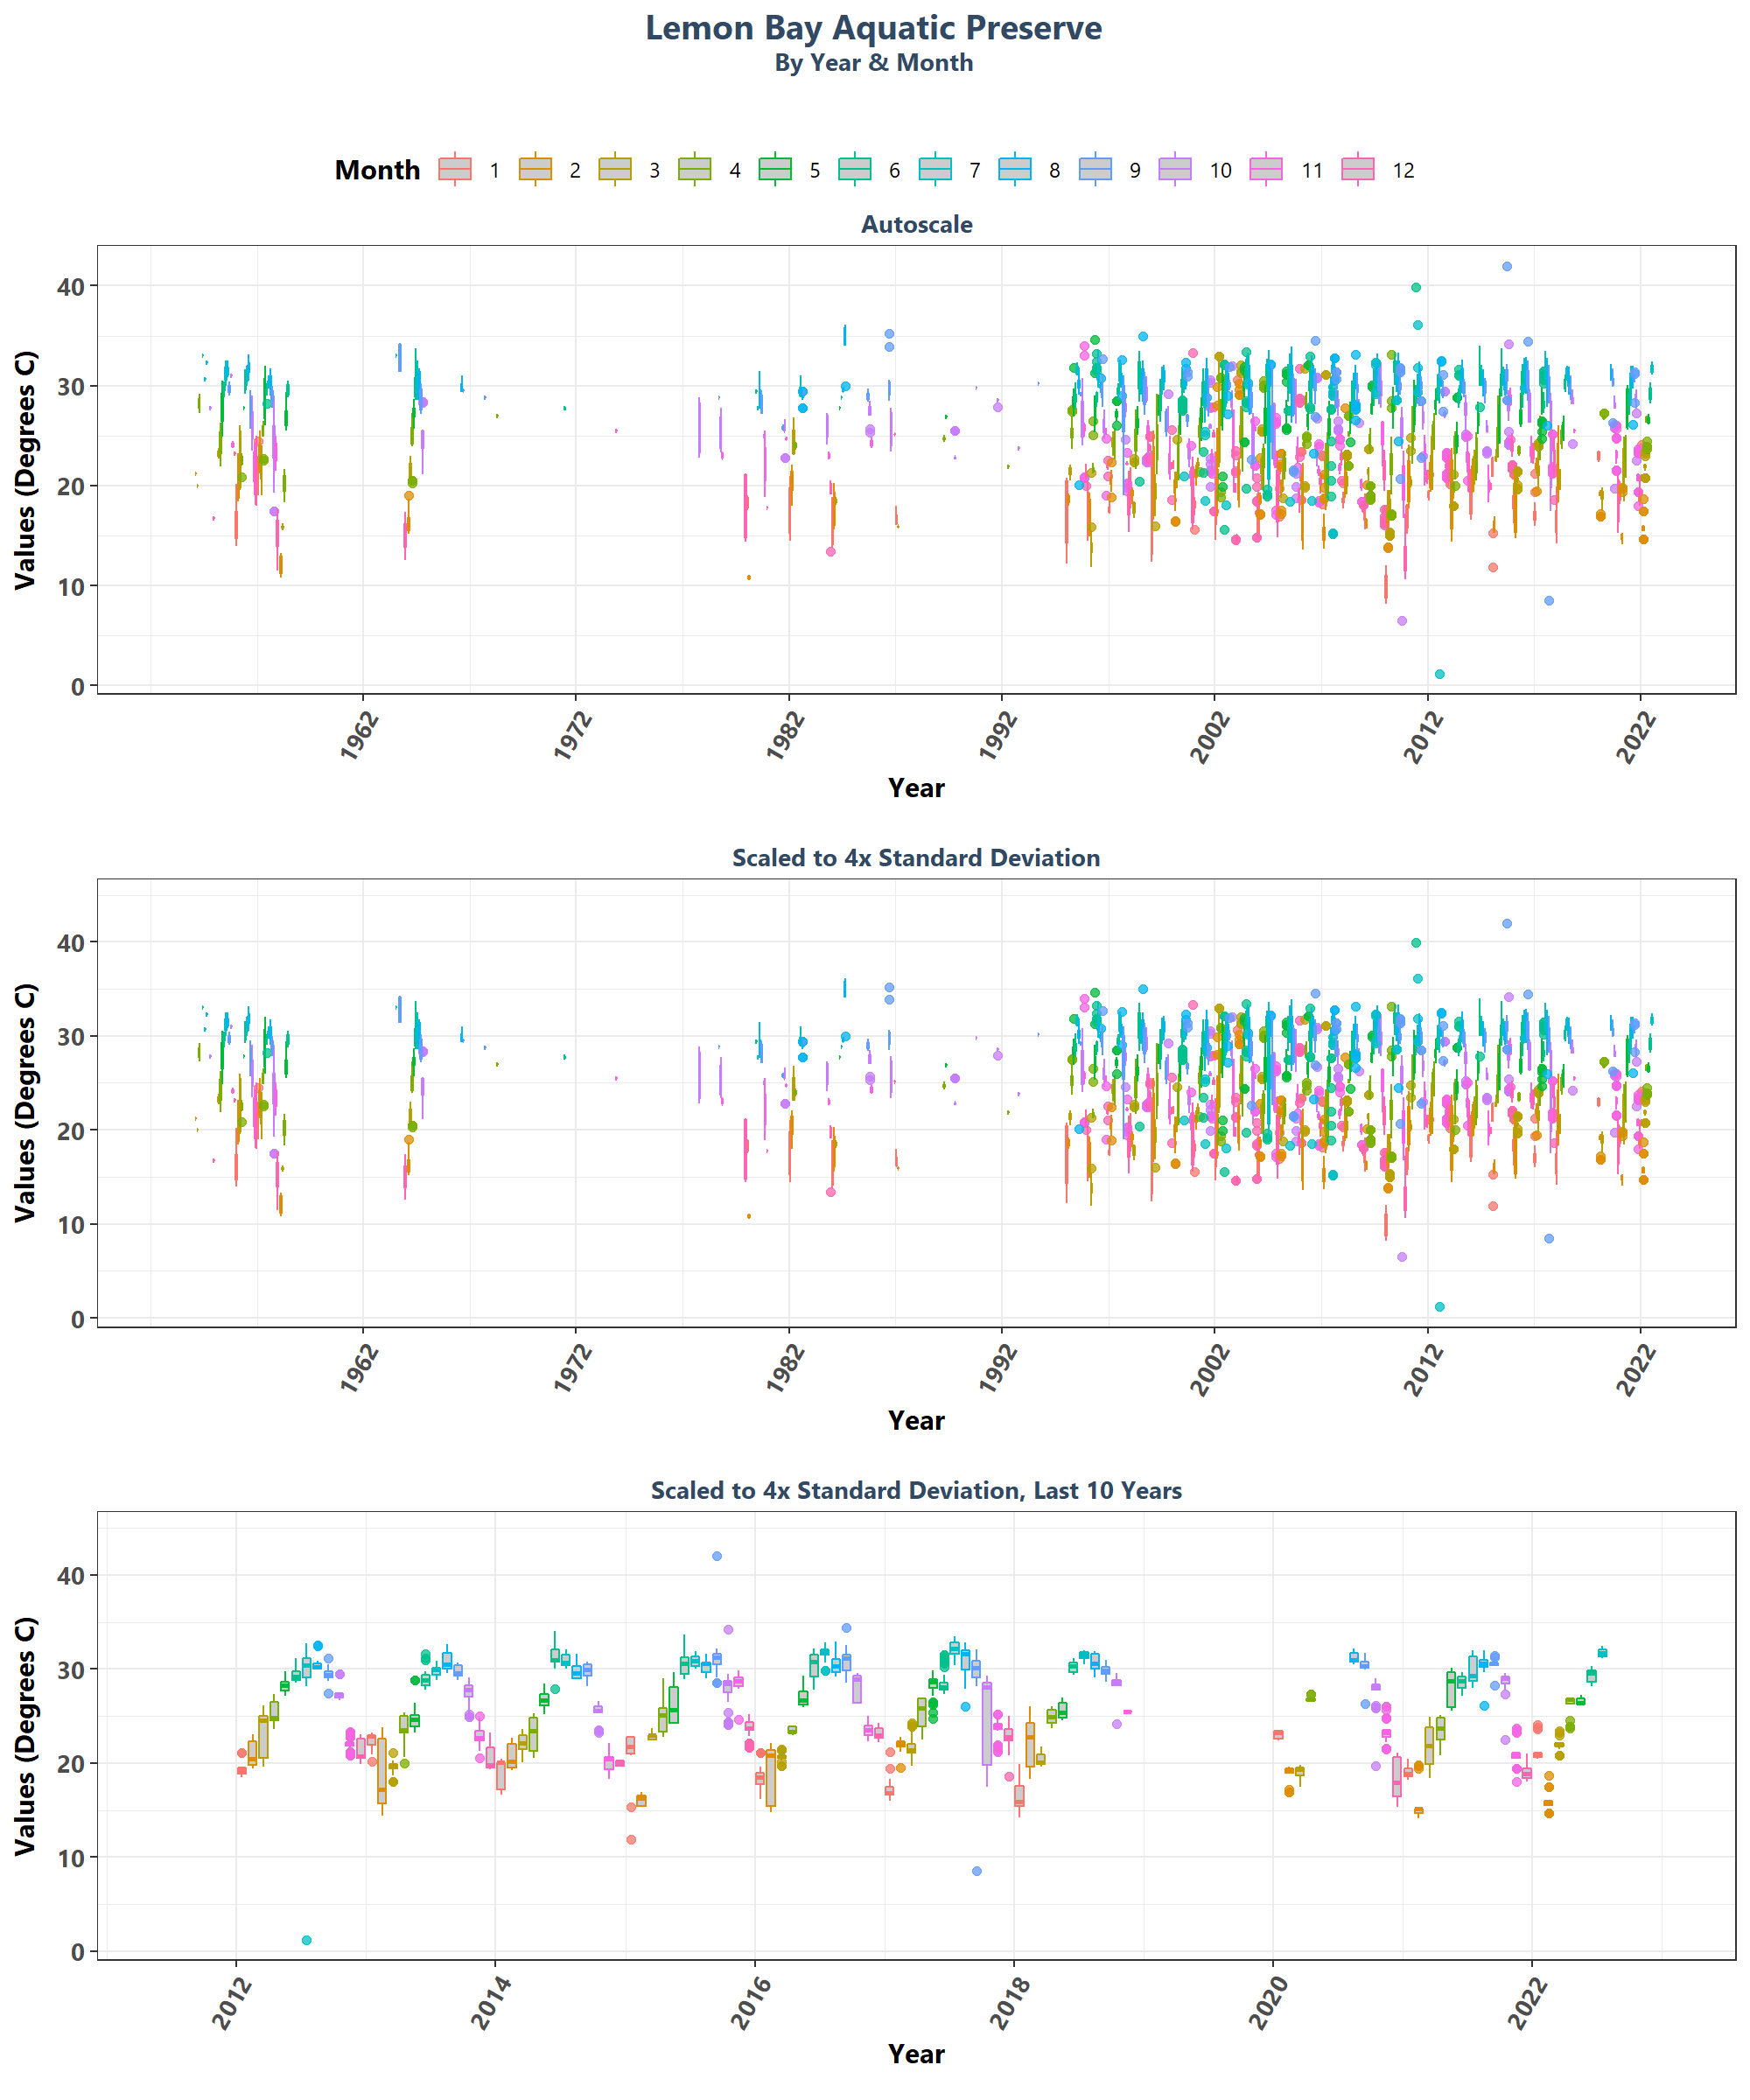 Lemon Bay Aquatic Preserve
By Year & Month
Month 1 2 3 4 5 6 7 8 9 10 11 12
Autoscale
Values (Degrees C)
40
30
20
10
0
1962 1972 1982 1992 2002 2012 2022
Year
Scaled to 4x Standard Deviation
Values (Degrees C)
40
30
20
10
0
1962 1972 1982 1992 2002 2012 2022
Year
Scaled to 4x Standard Deviation, Last 10 Years
Values (Degrees C)
40
30
20
10
0
2012 2014 2016 2018 2020 2022
Year